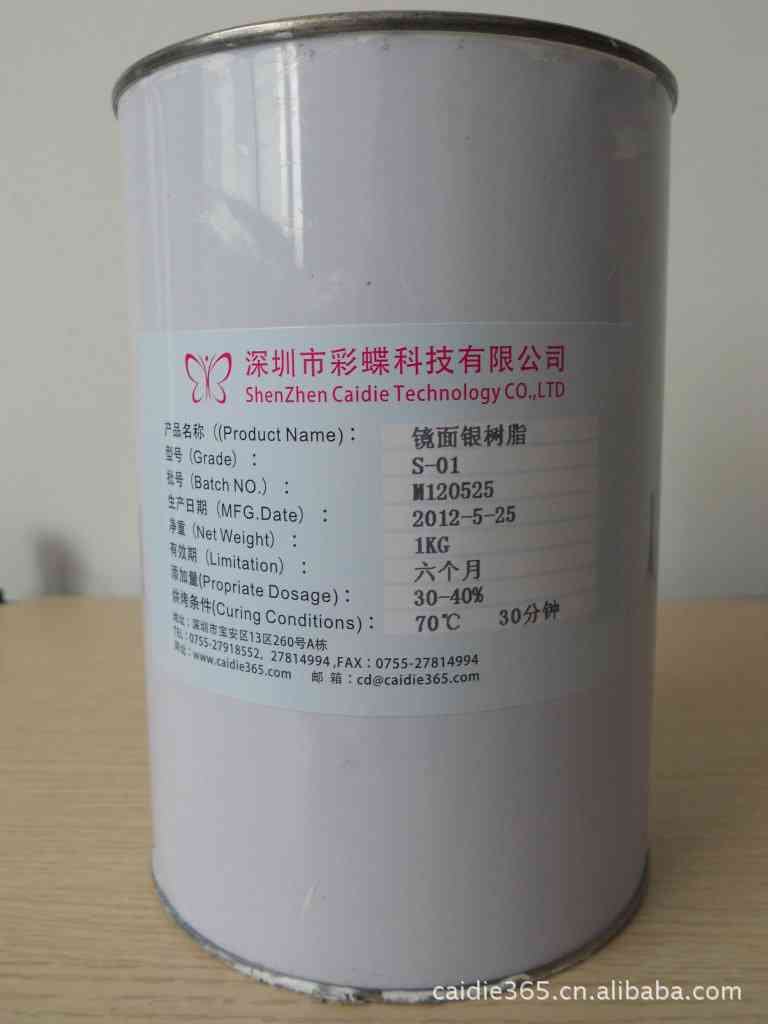 深圳市彩蝶科技有限公司
ShenZhen Caidie Technology CO.,LTD
产品名称 ((Product Name)： 镜面银树脂
型号 (Grade) ： S-01
批号 (Batch NO.) ： M120525
生产日期 (MFG.Date) ： 2012-5-25
净重 (Net Weight) ： 1KG
有效期 (Limitation) ： 六个月
添加量(Propriate Dosage)： 30-40%
烘烤条件(Curing Conditions)： 70℃ 30分钟
地址：深圳市宝安区13区260号A栋
TEL：0755-27918552, 27814994 ,FAX：0755-27814994
网址：www.caidie365.com 邮 箱：cd@caidie365.com
caidie365.cn.alibaba.com